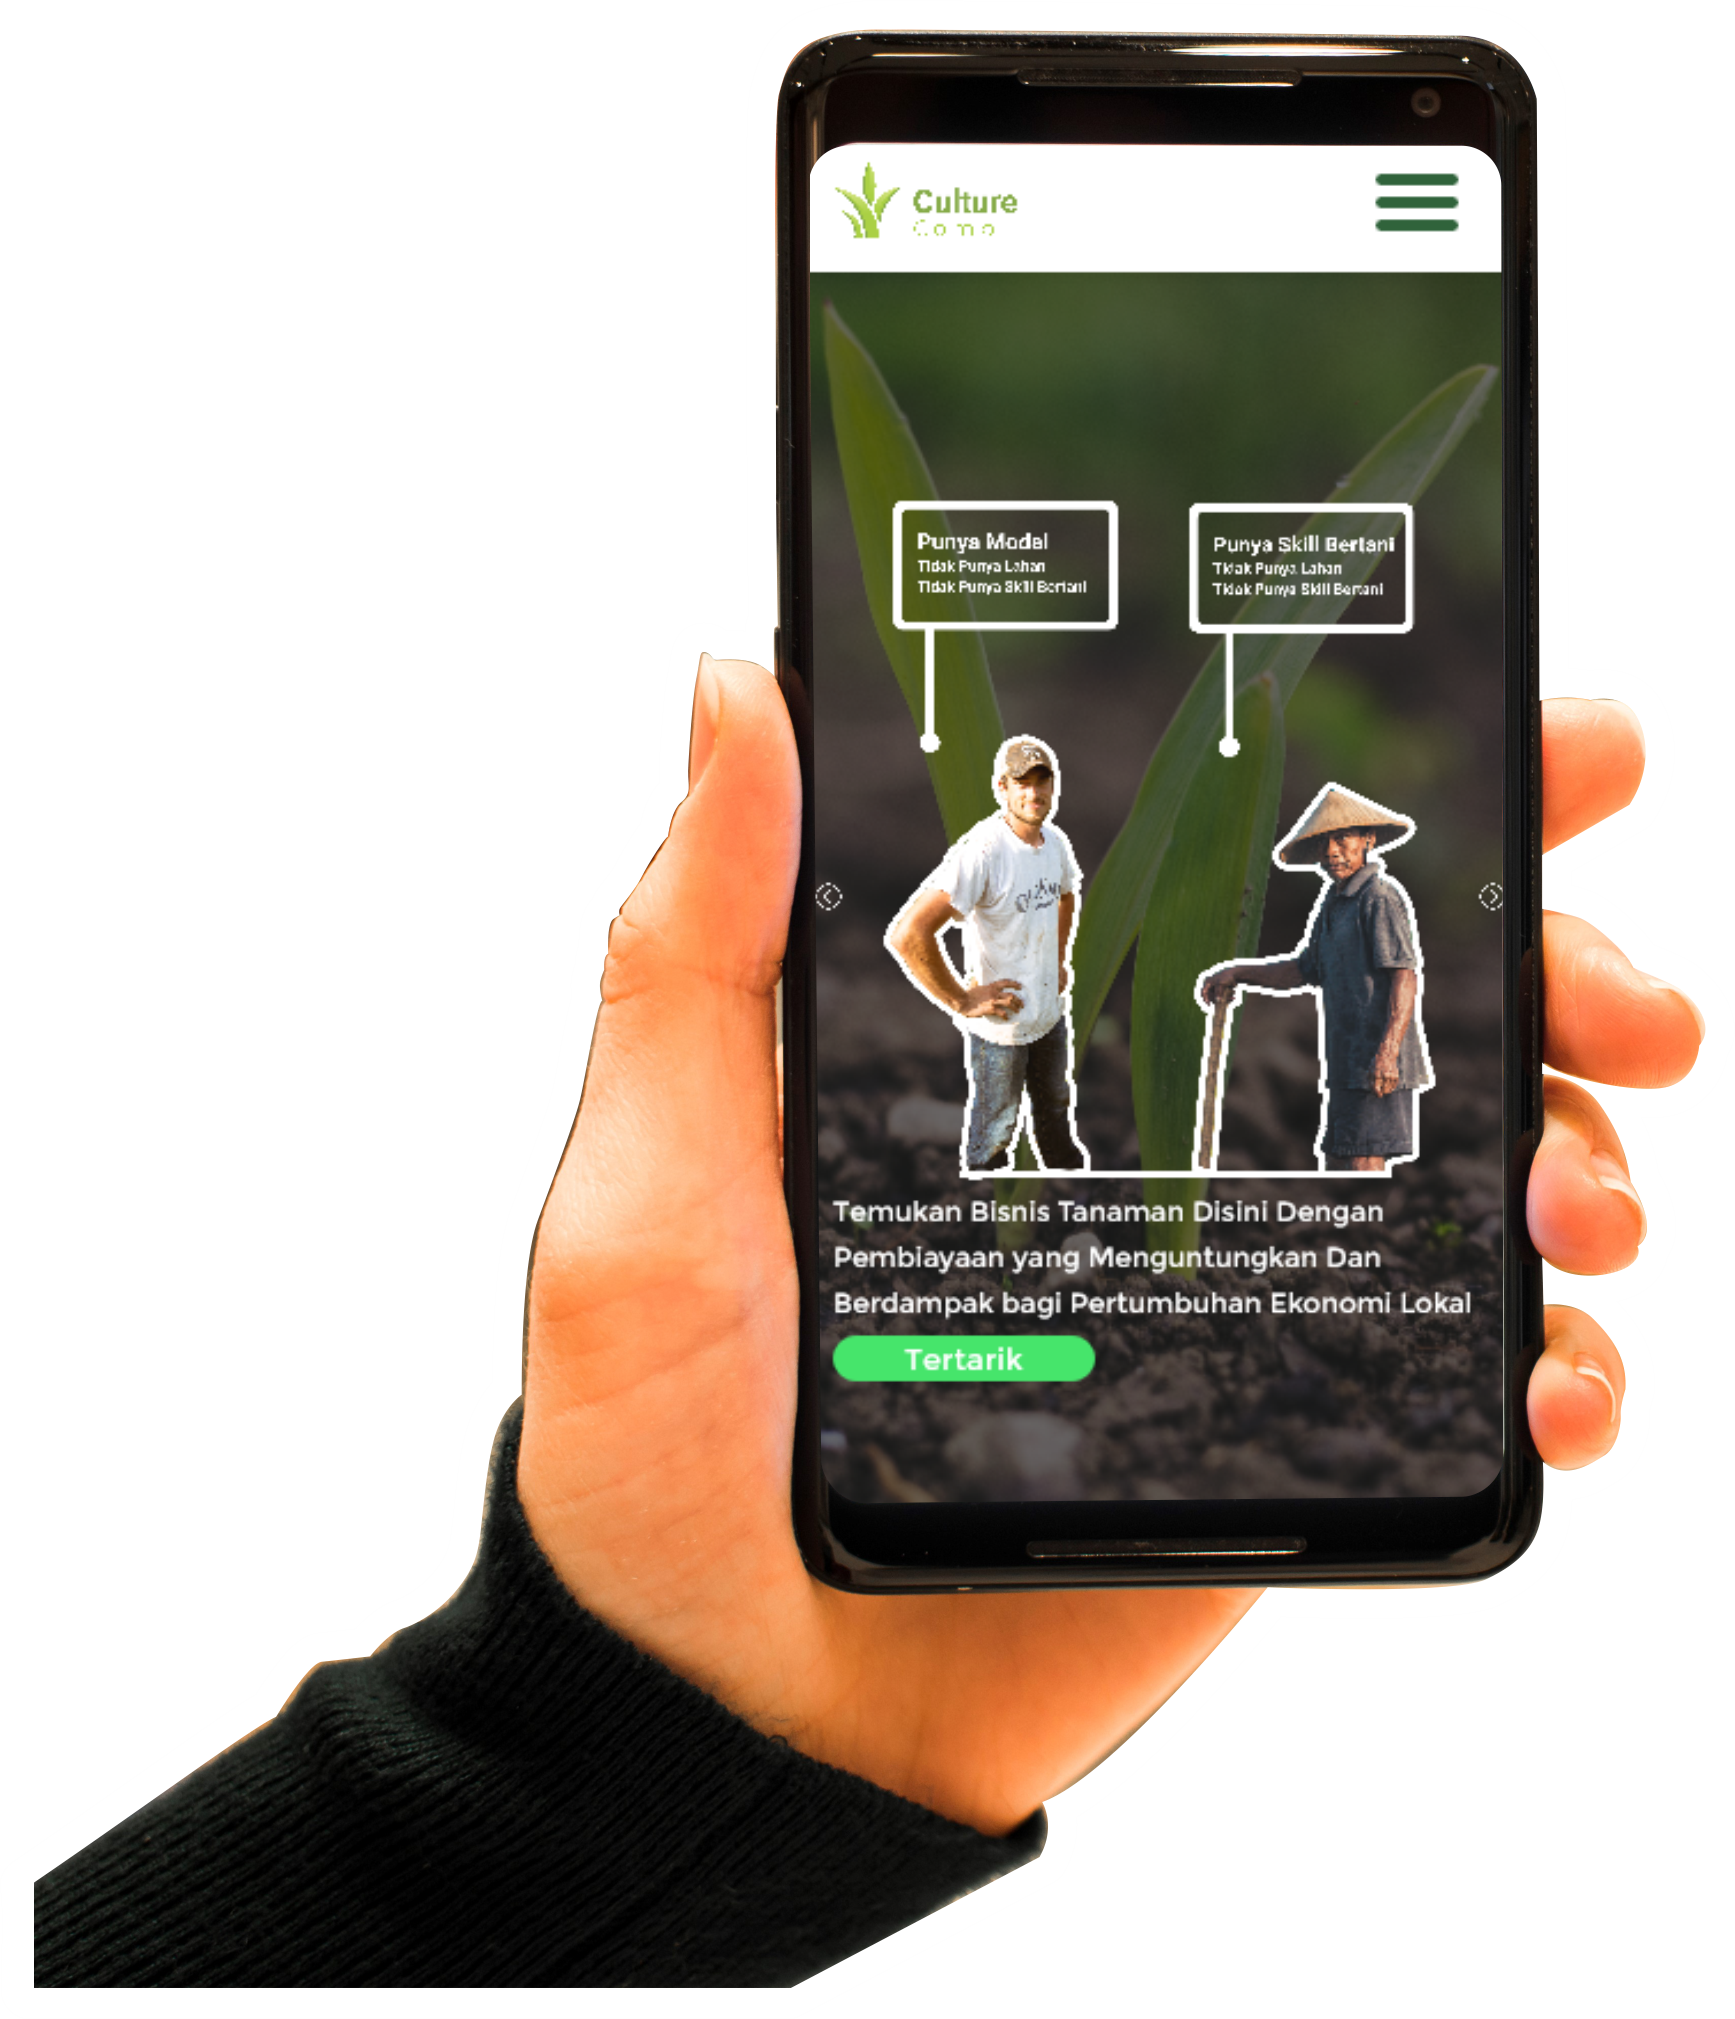 Culture
Como
Punya Model
Tidak Punya Lahan
Tidak Punya Skill Bertani
Punya Skill Bertani
Tidak Punya Lahan
Tidak Punya Skill Bertani
Temukan Bisnis Tanaman Disini Dengan
Pembiayaan yang Menguntungkan Dan
Berdampak bagi Pertumbuhan Ekonomi Lokal
Tertarik